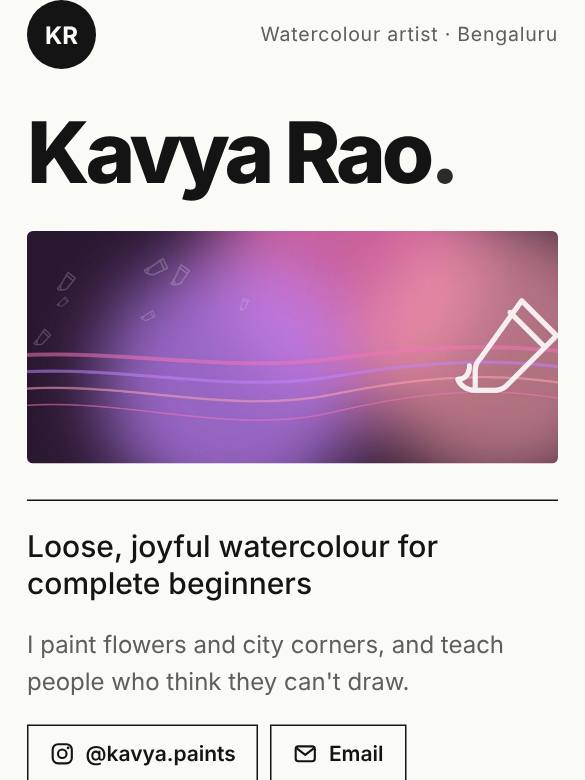 KR
Watercolour artist · Bengaluru
Kavya Rao.
Loose, joyful watercolour for
complete beginners
I paint flowers and city corners, and teach
people who think they can't draw.
@kavya.paints
Email